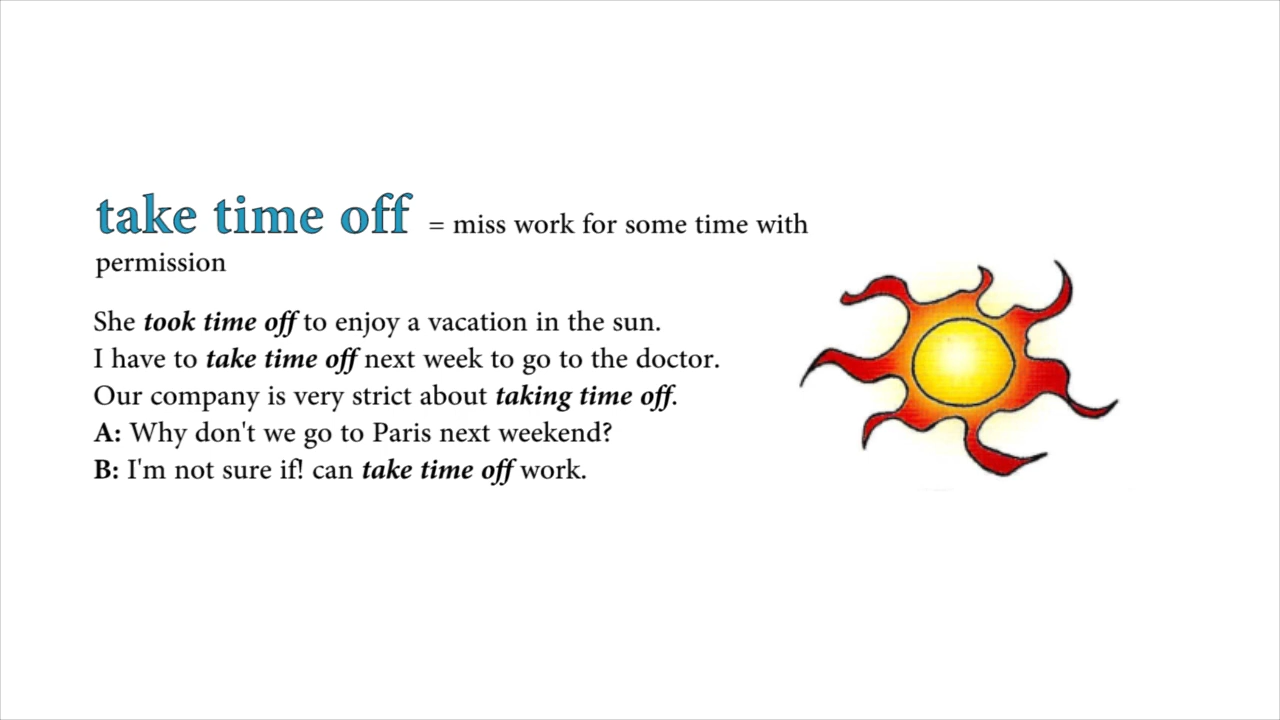 take time off = miss work for some time with
permission
She took time off to enjoy a vacation in the sun.
I have to take time off next week to go to the doctor.
Our company is very strict about taking time off.
A: Why don't we go to Paris next weekend?
B: I'm not sure if! can take time off work.